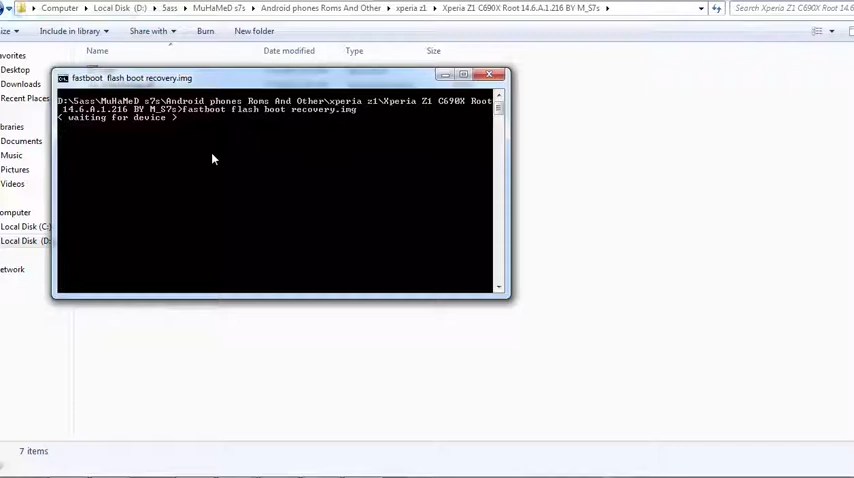 Computer ▸ Local Disk (D:) ▸ 5ass ▸ MuHaMeD s7s ▸ Android phones Roms And Other ▸ xperia z1 ▸ Xperia Z1 C690X Root 14.6.A.1.216 BY M_S7s ▸
Search Xperia Z1 C690X Root 14.6
ize ▾ Include in library ▾ Share with ▾ Burn New folder
avorites
Desktop
Downloads
Recent Places
ibraries
Documents
Music
Pictures
Videos
omputer
Local Disk (C:)
Local Disk (D:
etwork
Name Date modified Type Size
fastboot flash boot recovery.img
D:\5ass\MuHaMeD s7s\Android phones Roms And Other\xperia z1\Xperia Z1 C690X Root
14.6.A.1.216 BY M_S7s>fastboot flash boot recovery.img
< waiting for device >
7 items